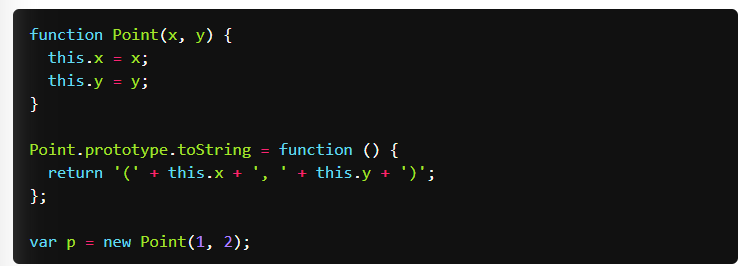 function Point(x, y) {
  this.x = x;
  this.y = y;
}

Point.prototype.toString = function () {
  return '(' + this.x + ', ' + this.y + ')';
};

var p = new Point(1, 2);